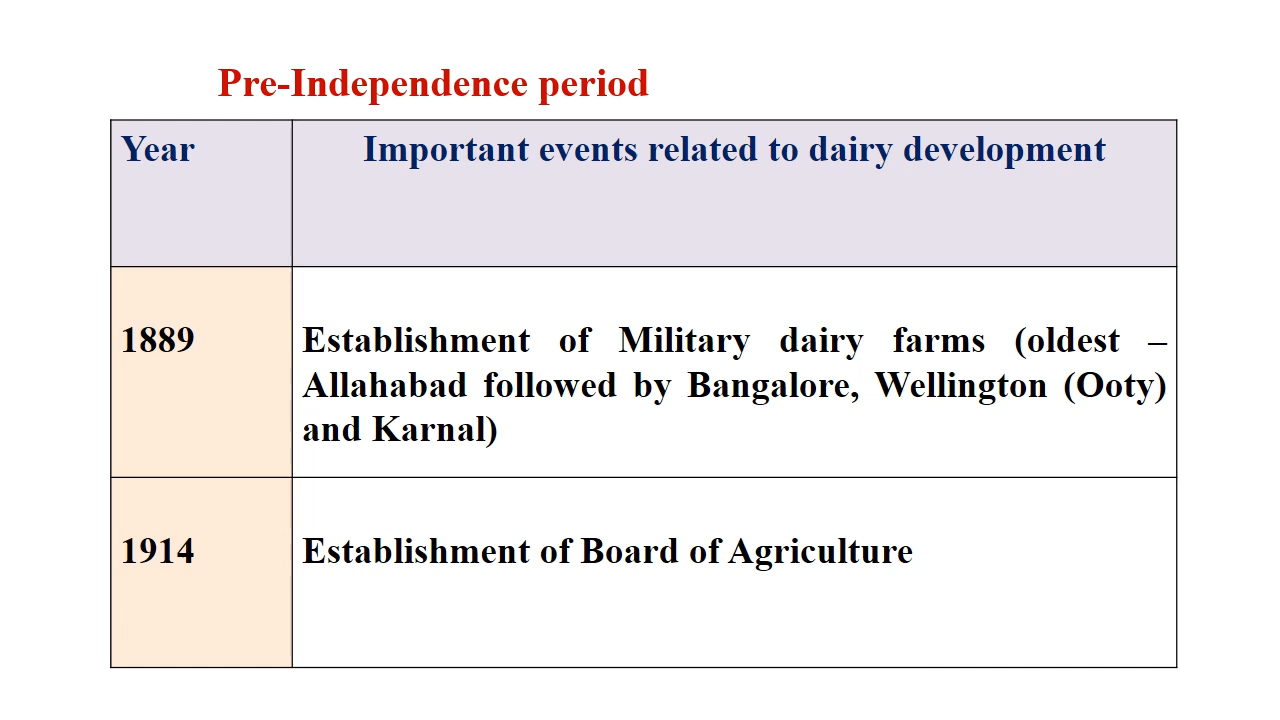 Pre-Independence period
Year
Important events related to dairy development
1889
Establishment of Military dairy farms (oldest –
Allahabad followed by Bangalore, Wellington (Ooty)
and Karnal)
1914
Establishment of Board of Agriculture